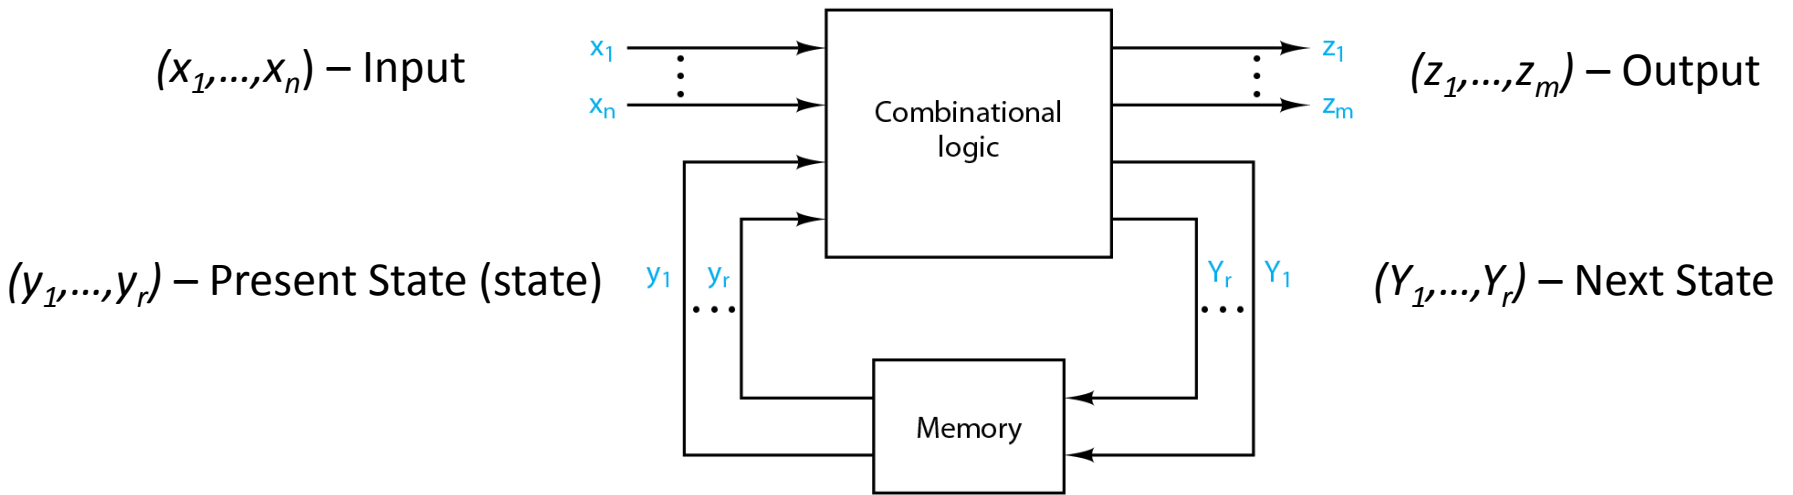 (x1,...,xn) – Input
x1
xn
Combinational
logic
z1
zm
(z1,...,zm) – Output
(y1,...,yr) – Present State (state)
y1
yr
Yr
Y1
(Y1,...,Yr) – Next State
Memory